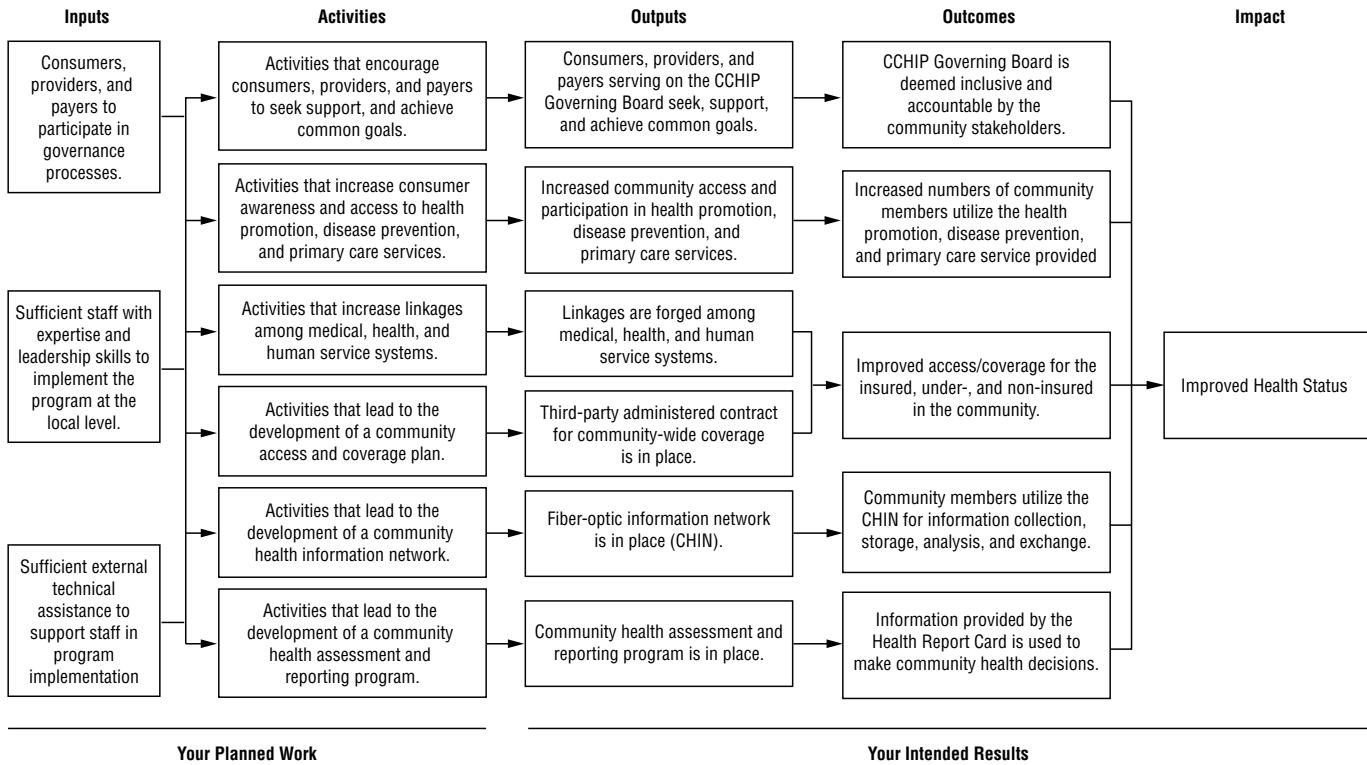 Inputs
Activities
Outputs
Outcomes
Impact
Consumers,
providers, and
payers to
participate in
governance
processes.
Sufficient staff with
expertise and
leadership skills to
implement the
program at the
local level.
Sufficient external
technical
assistance to
support staff in
program
implementation
Activities that encourage
consumers, providers, and payers
to seek support, and achieve
common goals.
Activities that increase consumer
awareness and access to health
promotion, disease prevention,
and primary care services.
Activities that increase linkages
among medical, health, and
human service systems.
Activities that lead to the
development of a community
access and coverage plan.
Activities that lead to the
development of a community
health information network.
Activities that lead to the
development of a community
health assessment and
reporting program.
Consumers, providers, and
payers serving on the CCHIP
Governing Board seek, support,
and achieve common goals.
Increased community access and
participation in health promotion,
disease prevention, and
primary care services.
Linkages are forged among
medical, health, and human
service systems.
Third-party administered contract
for community-wide coverage
is in place.
Fiber-optic information network
is in place (CHIN).
Community health assessment and
reporting program is in place.
CCHIP Governing Board is
deemed inclusive and
accountable by the
community stakeholders.
Increased numbers of community
members utilize the health
promotion, disease prevention,
and primary care service provided
Improved access/coverage for the
insured, under-, and non-insured
in the community.
Community members utilize the
CHIN for information collection,
storage, analysis, and exchange.
Information provided by the
Health Report Card is used to
make community health decisions.
Improved Health Status
Your Planned Work
Your Intended Results